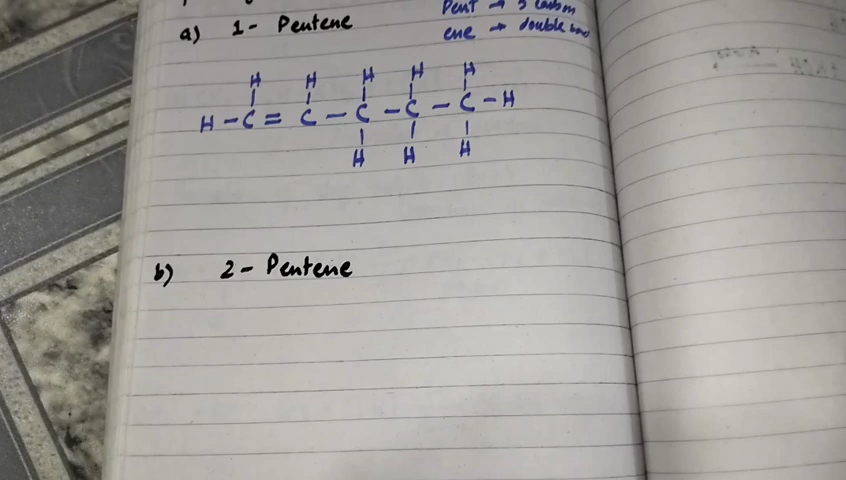 a) 1- Pentene
Pent → 5 Carbon
ene → double bond
H H H H H
H - C = C - C - C - C - H
H H H
b) 2- Pentene